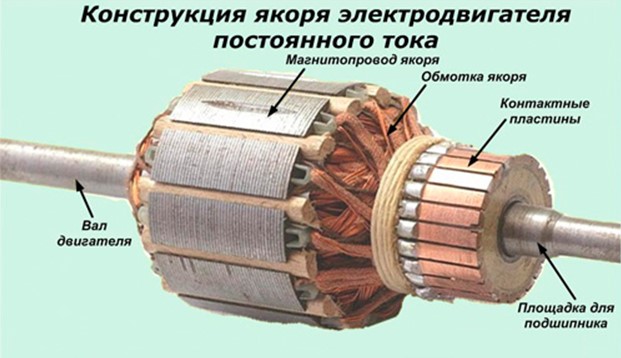 Конструкция якоря электродвигателя
постоянного тока
Магнитопровод якоря
Обмотка якоря
Контактные
пластины
Вал
двигателя
Площадка для
подшипника